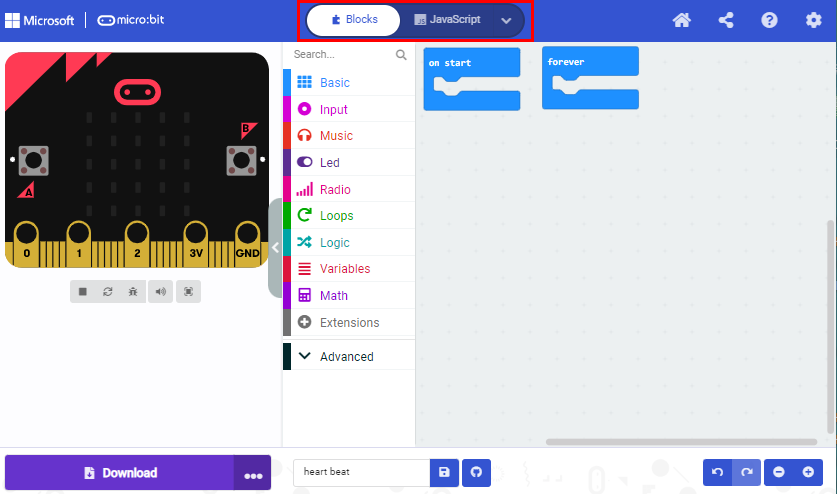 Microsoft | micro:bit
Blocks
JS JavaScript
?
Search...
Basic
Input
Music
Led
Radio
Loops
Logic
Variables
Math
Extensions
Advanced
on start
forever
B
A
0 1 2 3V GND
Download
heart beat